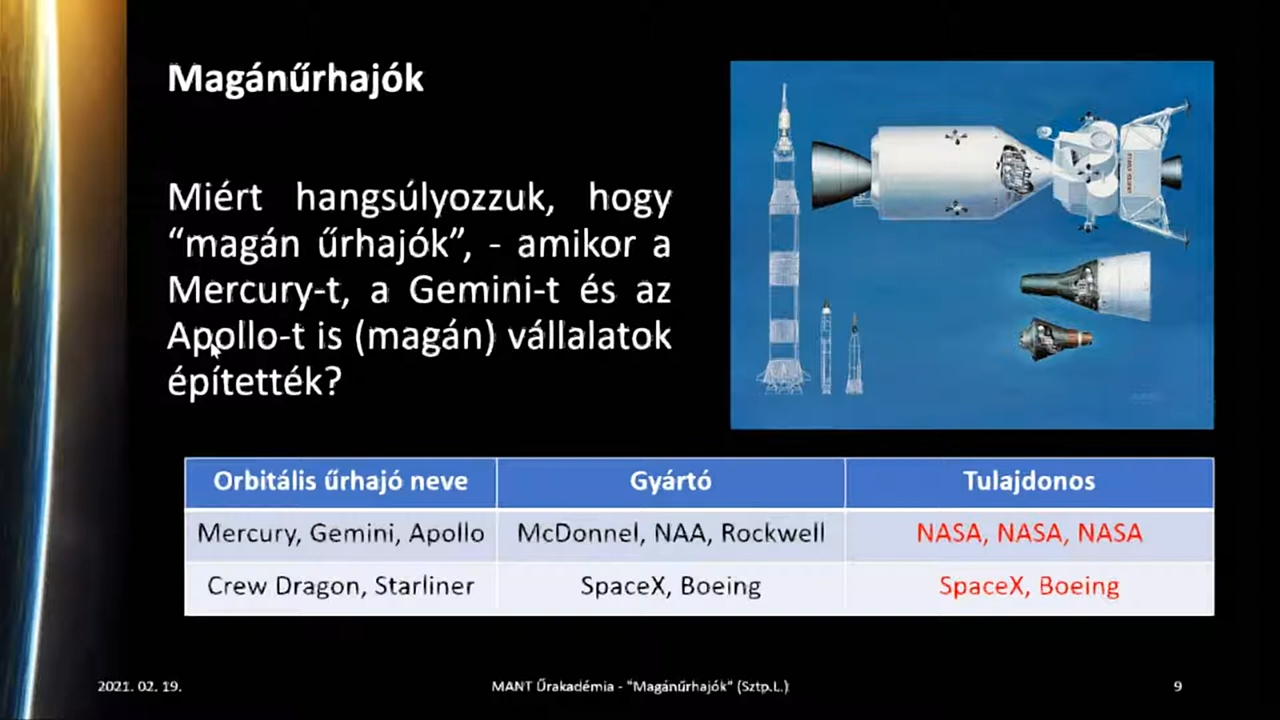 Magánűrhajók
Miért hangsúlyozzuk, hogy
“magán űrhajók”, - amikor a
Mercury-t, a Gemini-t és az
Apollo-t is (magán) vállalatok
építették?
Orbitális űrhajó neve Gyártó Tulajdonos
Mercury, Gemini, Apollo McDonnel, NAA, Rockwell NASA, NASA, NASA
Crew Dragon, Starliner SpaceX, Boeing SpaceX, Boeing
2021. 02. 19. MANT Űrakadémia - "Magánűrhajók" (Sztp.L.) 9